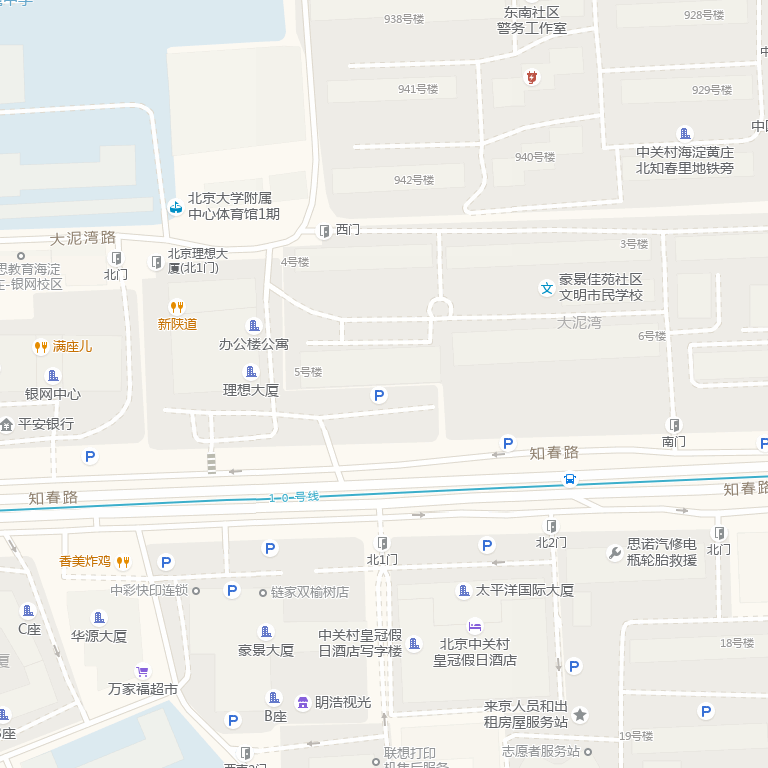 938号楼
东南社区
警务工作室
928号楼
941号楼
929号楼
中关村海淀黄庄
北知春里地铁旁
940号楼
942号楼
北京大学附属
中心体育馆1期
大泥湾路
西门
北京理想大
厦(北1门)
北门
4号楼
3号楼
豪景佳苑社区
文明市民学校
文
思教育海淀
银网校区
新陕道
满座儿
办公楼公寓
大泥湾
6号楼
5号楼
理想大厦
银网中心
平安银行
P
南门
P
P
P
知春路
知春路
10号线
知春路
香美炸鸡
P
P
P
北1门
北2门
北门
思诺汽修电
瓶轮胎救援
中彩快印连锁
P
链家双榆树店
太平洋国际大厦
C座
华源大厦
豪景大厦
中关村皇冠假
日酒店写字楼
北京中关村
皇冠假日酒店
18号楼
P
万家福超市
B座
眀浩视光
P
来京人员和出
租房屋服务站
P
19号楼
志愿者服务站
联想打印